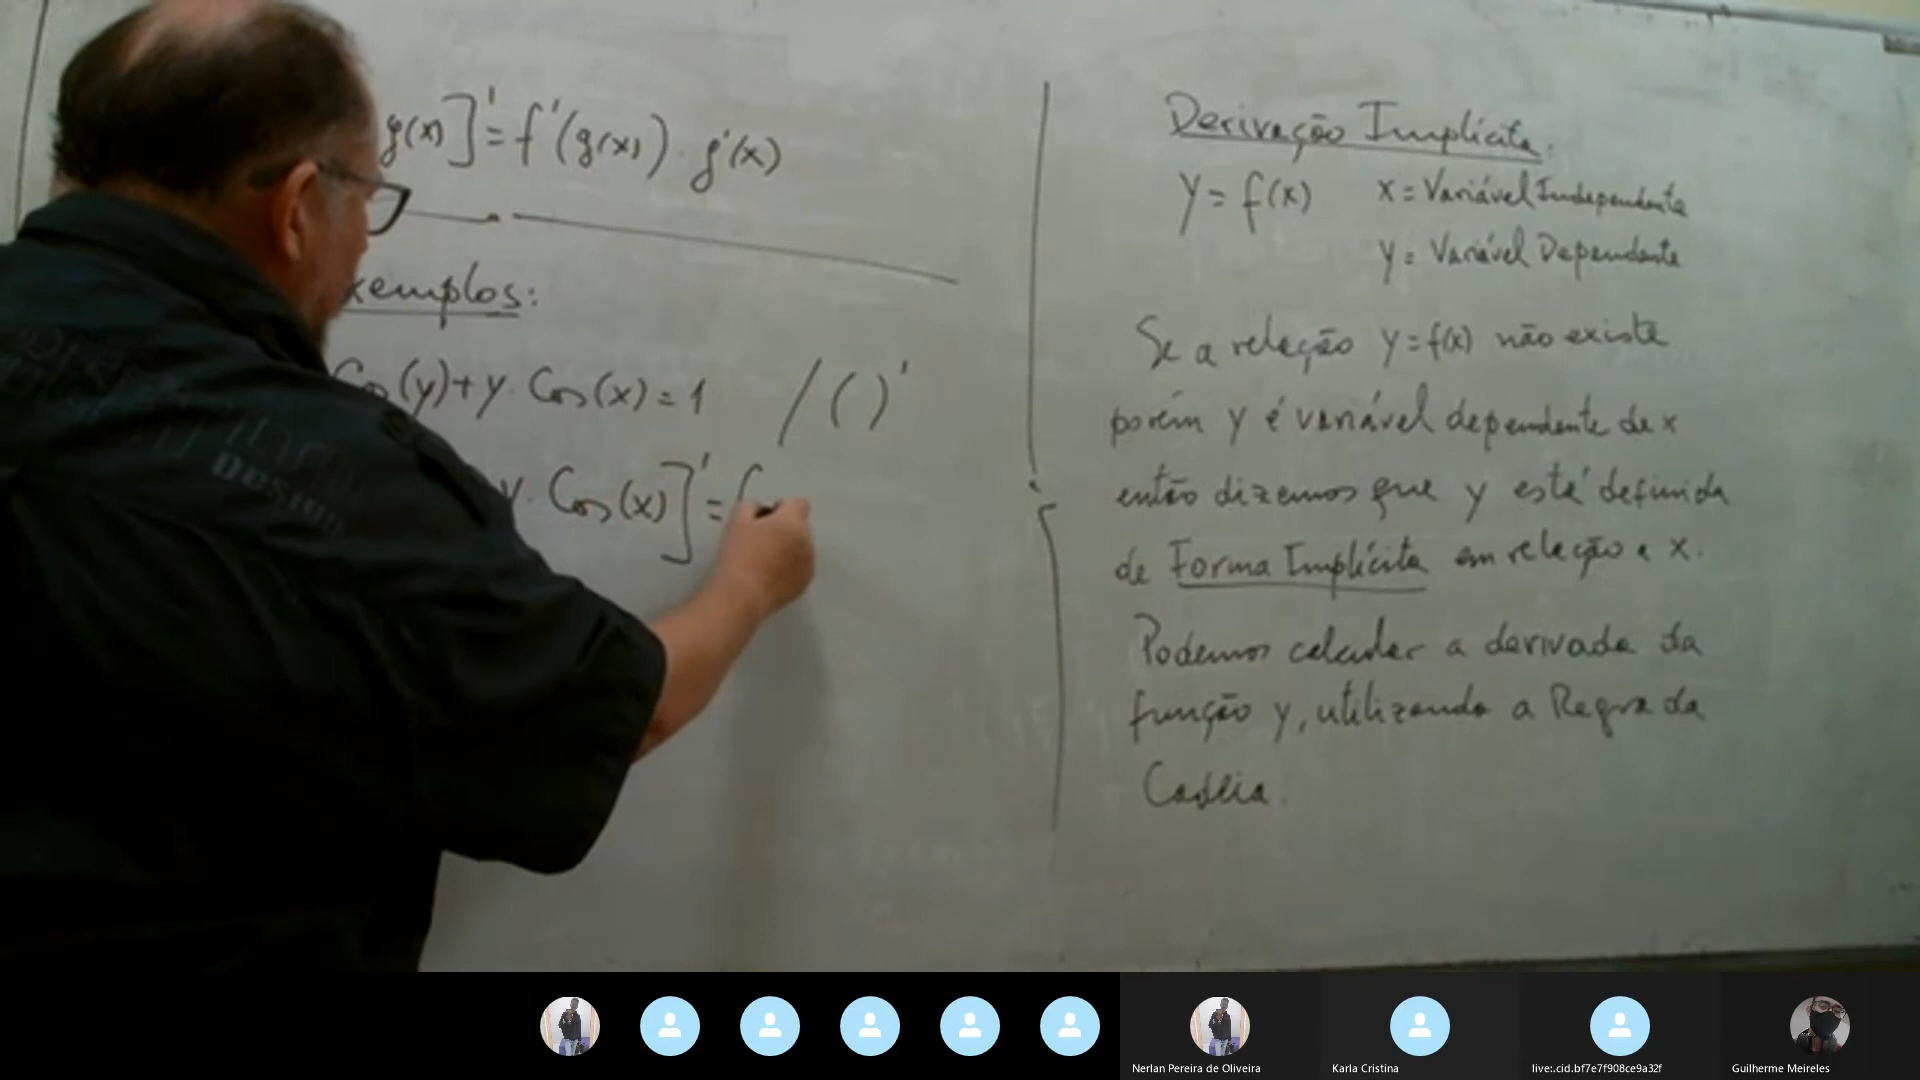 g(x)]' = f'(g(x)) · g'(x)
xemplos:
Cos(y)+y·Cos(x)=1 /( )'
y·Cos(x)]'=(
Derivação Implícita.
y = f(x) x = Variável Independente
y = Variável Dependente
Se a relação y=f(x) não existe
porém y é variável dependente de x
então dizemos que y está definida
de Forma Implícita em relação a x.
Podemos calcular a derivada da
função y, utilizando a Regra da
Cadeia.
Design
Nerlan Pereira de Oliveira
Karla Cristina
live:.cid.bf7e7f908ce9a32f
Guilherme Meireles